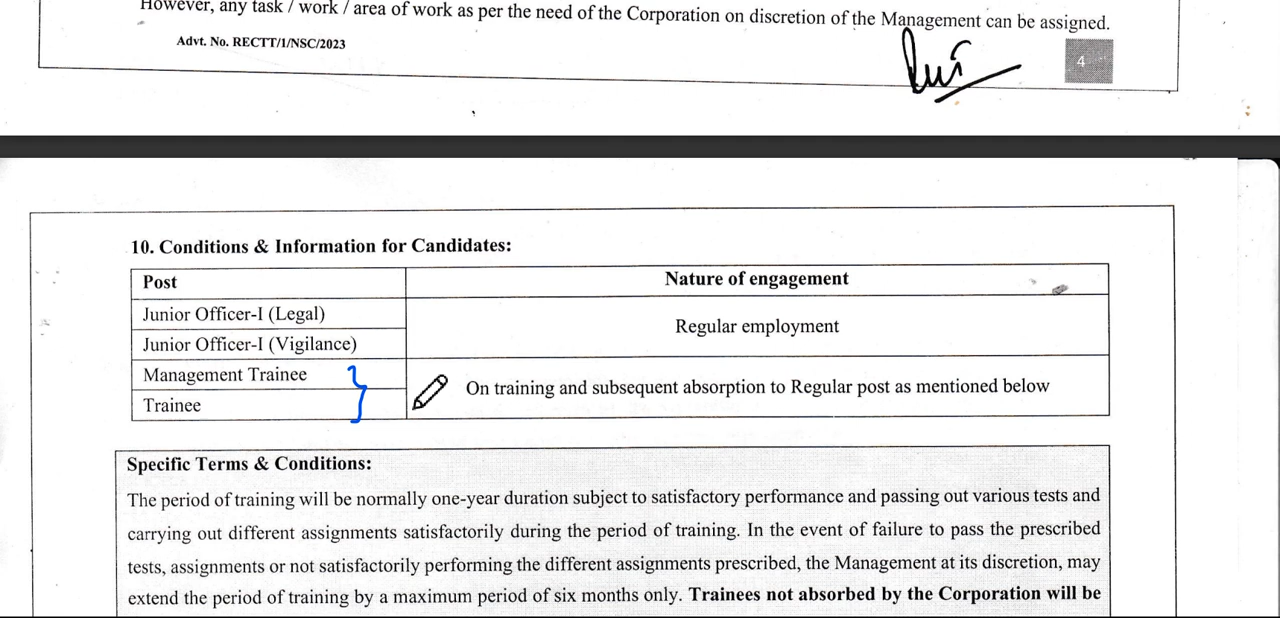 However, any task / work / area of work as per the need of the Corporation on discretion of the Management can be assigned.
Advt. No. RECTT/1/NSC/2023
4
10. Conditions & Information for Candidates:
Post
Nature of engagement
Junior Officer-I (Legal)
Regular employment
Junior Officer-I (Vigilance)
Management Trainee
On training and subsequent absorption to Regular post as mentioned below
Trainee
Specific Terms & Conditions:
The period of training will be normally one-year duration subject to satisfactory performance and passing out various tests and
carrying out different assignments satisfactorily during the period of training. In the event of failure to pass the prescribed
tests, assignments or not satisfactorily performing the different assignments prescribed, the Management at its discretion, may
extend the period of training by a maximum period of six months only. Trainees not absorbed by the Corporation will be